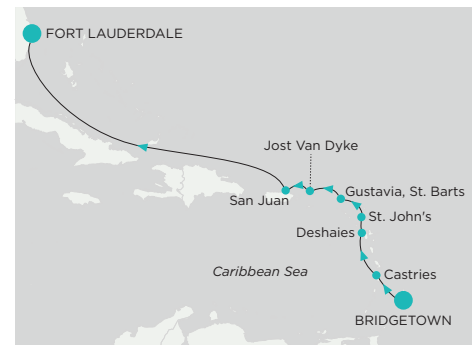 FORT LAUDERDALE
Jost Van Dyke
San Juan
Gustavia, St. Barts
St. John's
Deshaies
Caribbean Sea
Castries
BRIDGETOWN